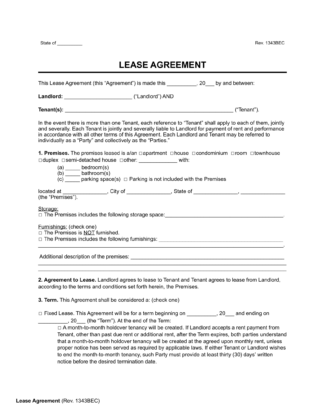 State of __________ Rev. 1343BEC
LEASE AGREEMENT
This Lease Agreement (this "Agreement") is made this __________, 20___ by and between:
Landlord: ________________________ ("Landlord") AND
Tenant(s): ____________________________________________________________ ("Tenant").
In the event there is more than one Tenant, each reference to "Tenant" shall apply to each of them, jointly
and severally. Each Tenant is jointly and severally liable to Landlord for payment of rent and performance
in accordance with all other terms of this Agreement. Each Landlord and Tenant may be referred to
individually as a "Party" and collectively as the "Parties."
1. Premises. The premises leased is a/an □apartment □house □condominium □room □townhouse
□duplex □semi-detached house □other: ______________ with:
(a) _____ bedroom(s)
(b) _____ bathroom(s)
(c) _____ parking space(s) □ Parking is not included with the Premises
located at ________________, City of ______________, State of ______________, ________________
(the "Premises").
Storage:
□ The Premises includes the following storage space:__________________________________________
Furnishings: (check one)
□ The Premises is NOT furnished.
□ The Premises includes the following furnishings: ____________________________________________
________________________________________________________________________________________.
Additional description of the premises: ______________________________________________________
________________________________________________________________________________________
________________________________________________________________________________________
2. Agreement to Lease. Landlord agrees to lease to Tenant and Tenant agrees to lease from Landlord,
according to the terms and conditions set forth herein, the Premises.
3. Term. This Agreement shall be considered a: (check one)
□ Fixed Lease. This Agreement will be for a term beginning on __________, 20___ and ending on
__________, 20___ (the "Term"). At the end of the Term:
□ A month-to-month holdover tenancy will be created. If Landlord accepts a rent payment from
Tenant, other than past due rent or additional rent, after the Term expires, both parties understand
that a month-to-month holdover tenancy will be created at the agreed upon monthly rent, unless
proper notice has been served as required by applicable laws. If either Tenant or Landlord wishes
to end the month-to-month tenancy, such Party must provide at least thirty (30) days' written
notice before the desired termination date.
Lease Agreement (Rev. 1343BEC)